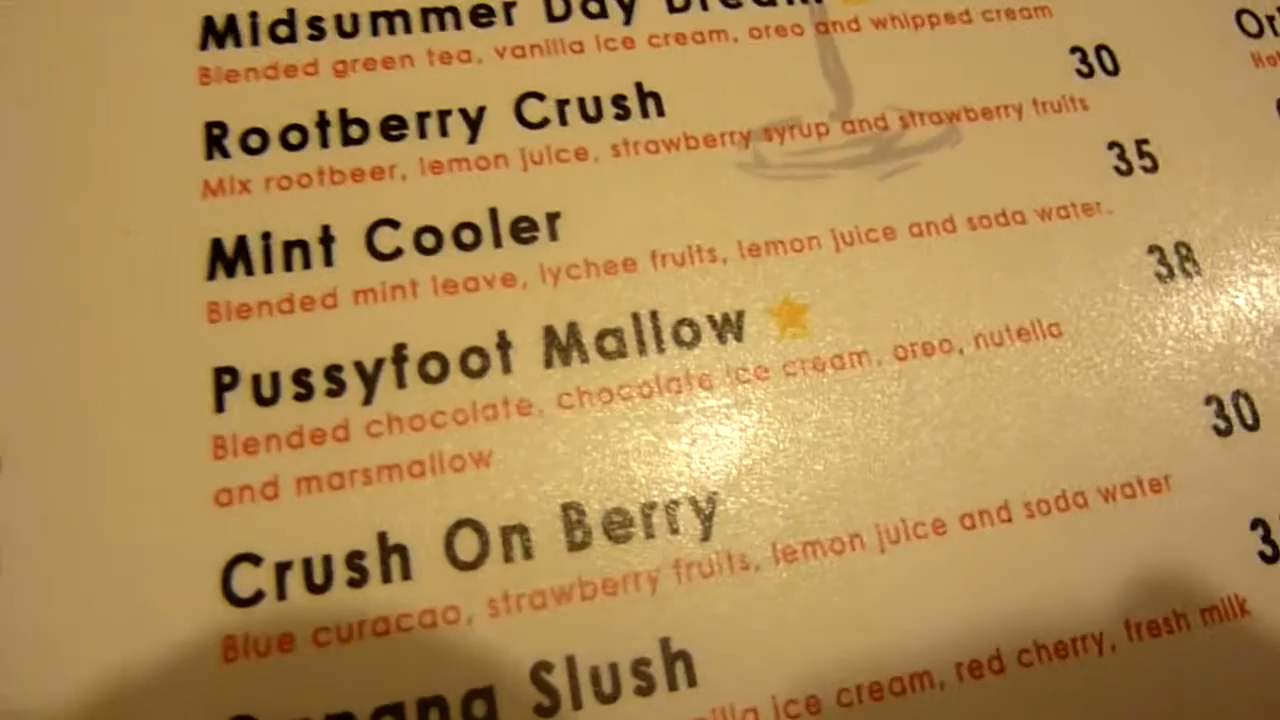 Midsummer Day Dream
Blended green tea, vanilla ice cream, oreo and whipped cream
Rootberry Crush 30
Mix rootbeer, lemon juice, strawberry syrup and strawberry fruits
Mint Cooler 35
Blended mint leave, lychee fruits, lemon juice and soda water.
Pussyfoot Mallow 38
Blended chocolate, chocolate ice cream, oreo, nutella
and marsmallow
Crush On Berry 30
Blue curacao, strawberry fruits, lemon juice and soda water
Slush
ice cream, red cherry, fresh milk